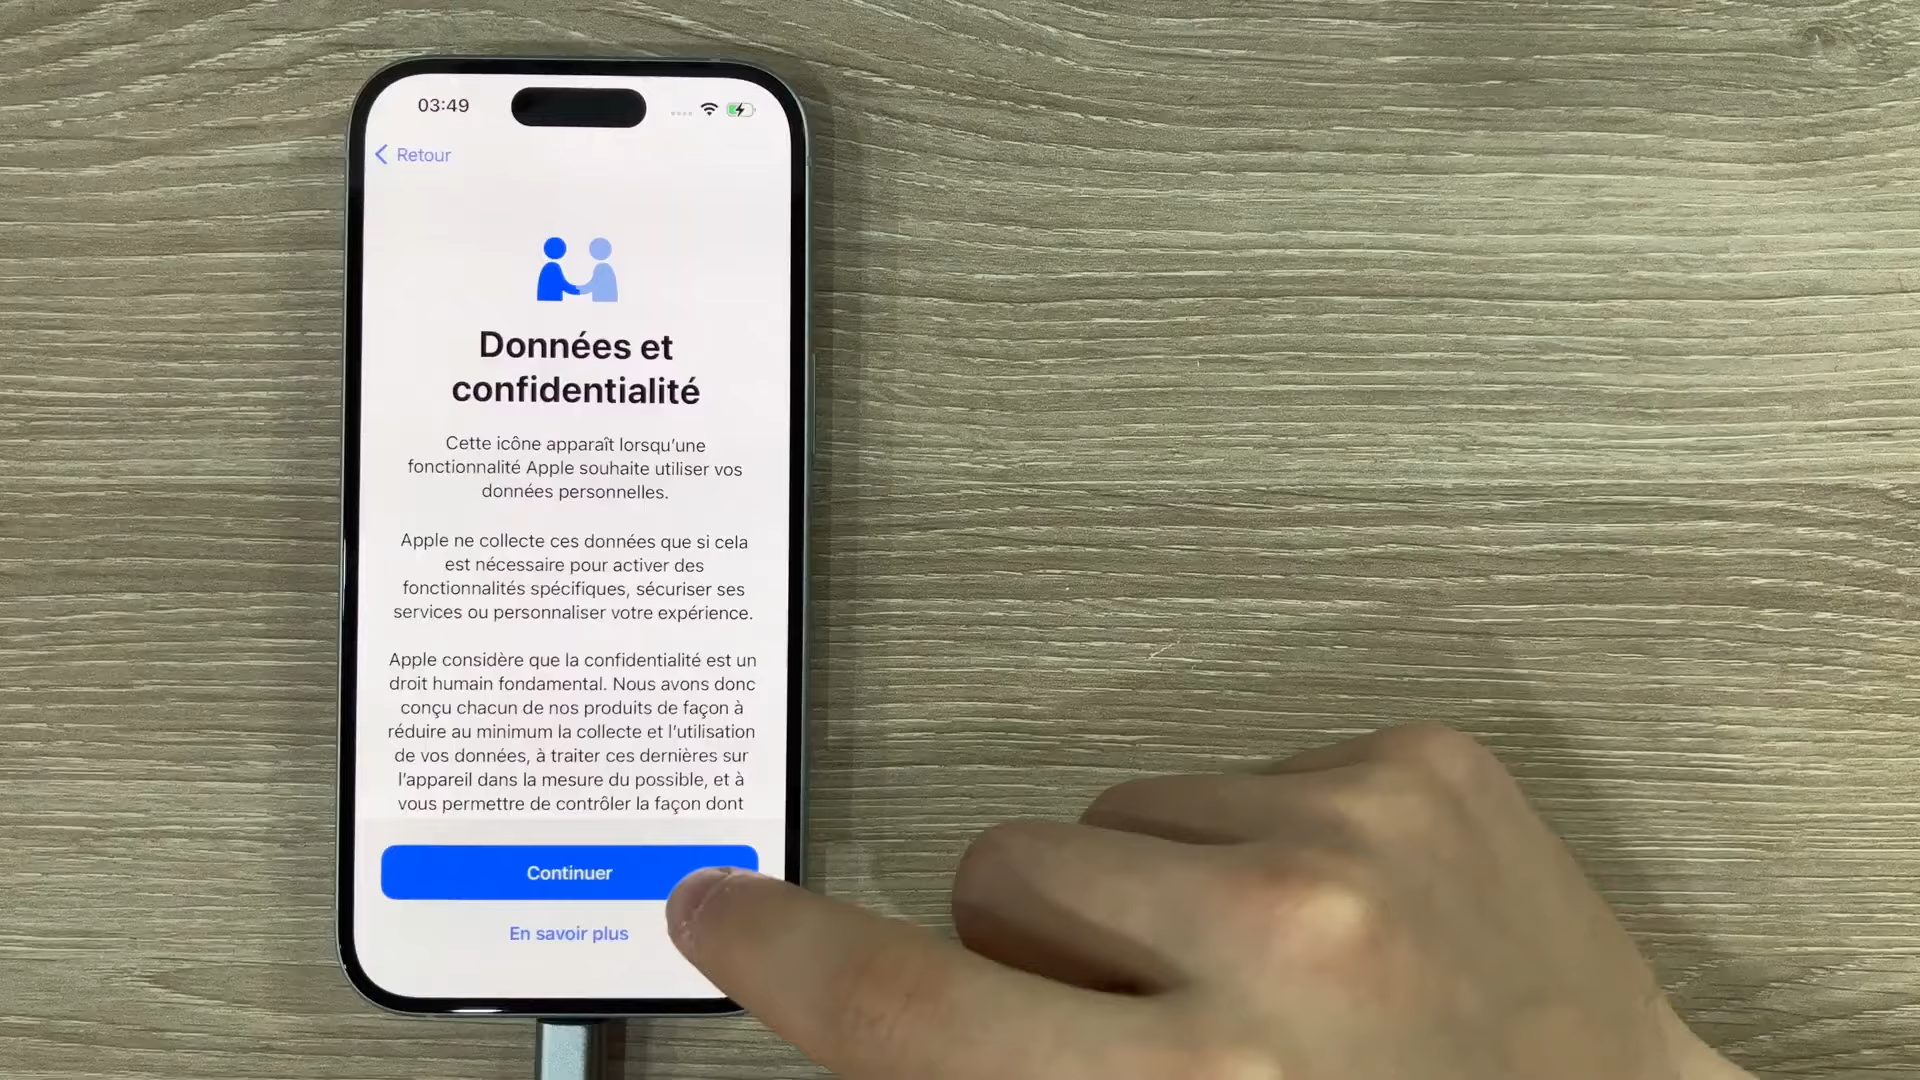 03:49
Retour
Données et
confidentialité
Cette icône apparaît lorsqu'une
fonctionnalité Apple souhaite utiliser vos
données personnelles.
Apple ne collecte ces données que si cela
est nécessaire pour activer des
fonctionnalités spécifiques, sécuriser ses
services ou personnaliser votre expérience.
Apple considère que la confidentialité est un
droit humain fondamental. Nous avons donc
conçu chacun de nos produits de façon à
réduire au minimum la collecte et l'utilisation
de vos données, à traiter ces dernières sur
l'appareil dans la mesure du possible, et à
vous permettre de contrôler la façon dont
Continuer
En savoir plus